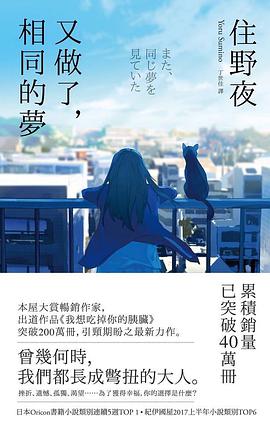 住野夜
Yoru Sumino
丁世佳 譯
また、
同じ夢を
見ていた
又做了，
相同的夢
累積銷量
已突破40萬冊
本屋大賞暢銷作家，
出道作品《我想吃掉你的胰臟》
突破200萬冊，引頸期盼之最新力作。
曾幾何時，
我們都長成彆扭的大人。
挫折、遺憾、孤獨、渴望……為了獲得幸福，你的選擇是什麼？
日本Oricon書籍小說類別連續5週TOP 1・紀伊國屋2017上半年小說類別TOP6